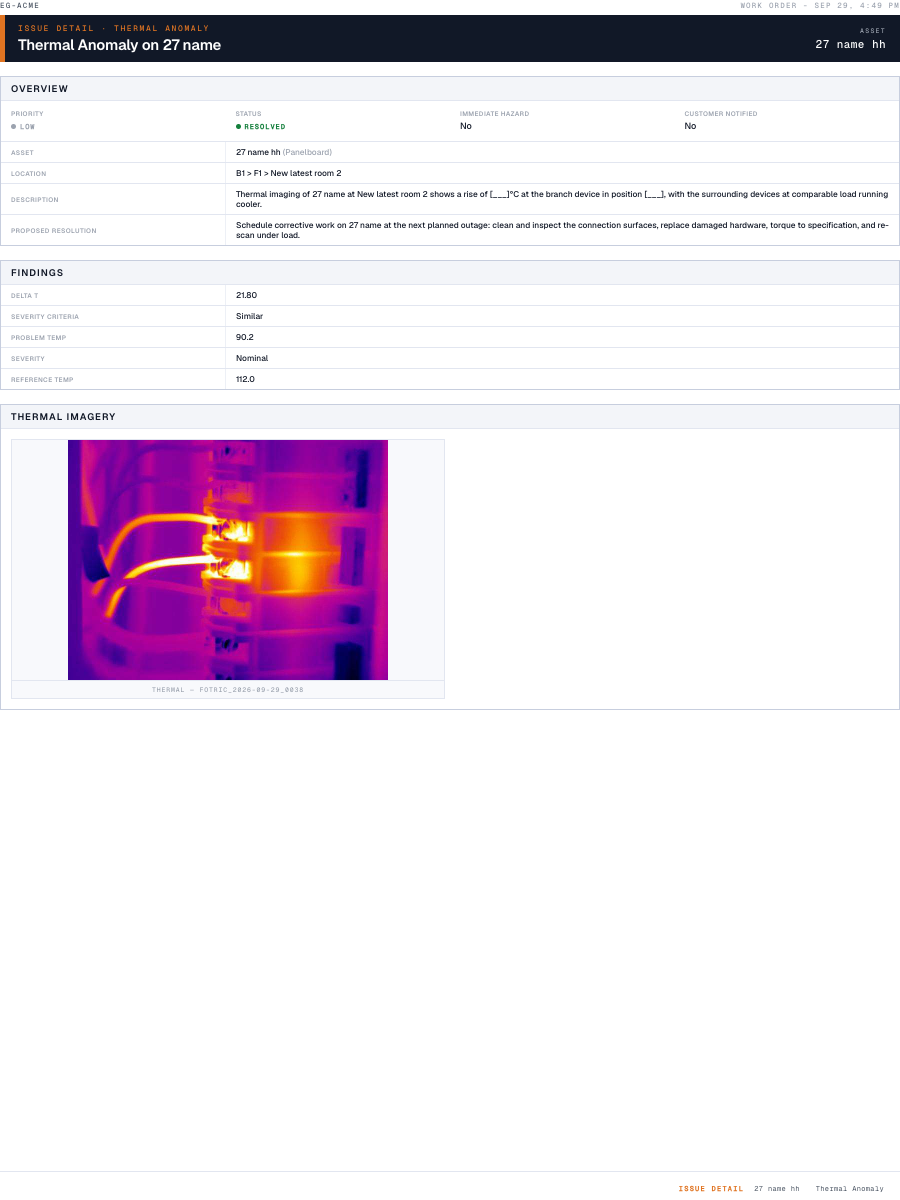 EG-ACME
WORK ORDER – SEP 29, 4:49 PM
ISSUE DETAIL · THERMAL ANOMALY
Thermal Anomaly on 27 name
ASSET
27 name hh
OVERVIEW
PRIORITY
LOW
STATUS
RESOLVED
IMMEDIATE HAZARD
No
CUSTOMER NOTIFIED
No
ASSET
27 name hh (Panelboard)
LOCATION
B1 > F1 > New latest room 2
DESCRIPTION
Thermal imaging of 27 name at New latest room 2 shows a rise of [___]°C at the branch device in position [___], with the surrounding devices at comparable load running
cooler.
PROPOSED RESOLUTION
Schedule corrective work on 27 name at the next planned outage: clean and inspect the connection surfaces, replace damaged hardware, torque to specification, and re-
scan under load.
FINDINGS
DELTA T
21.80
SEVERITY CRITERIA
Similar
PROBLEM TEMP
90.2
SEVERITY
Nominal
REFERENCE TEMP
112.0
THERMAL IMAGERY
THERMAL – FOTRIC_2026-09-29_0038
ISSUE DETAIL 27 name hh Thermal Anomaly